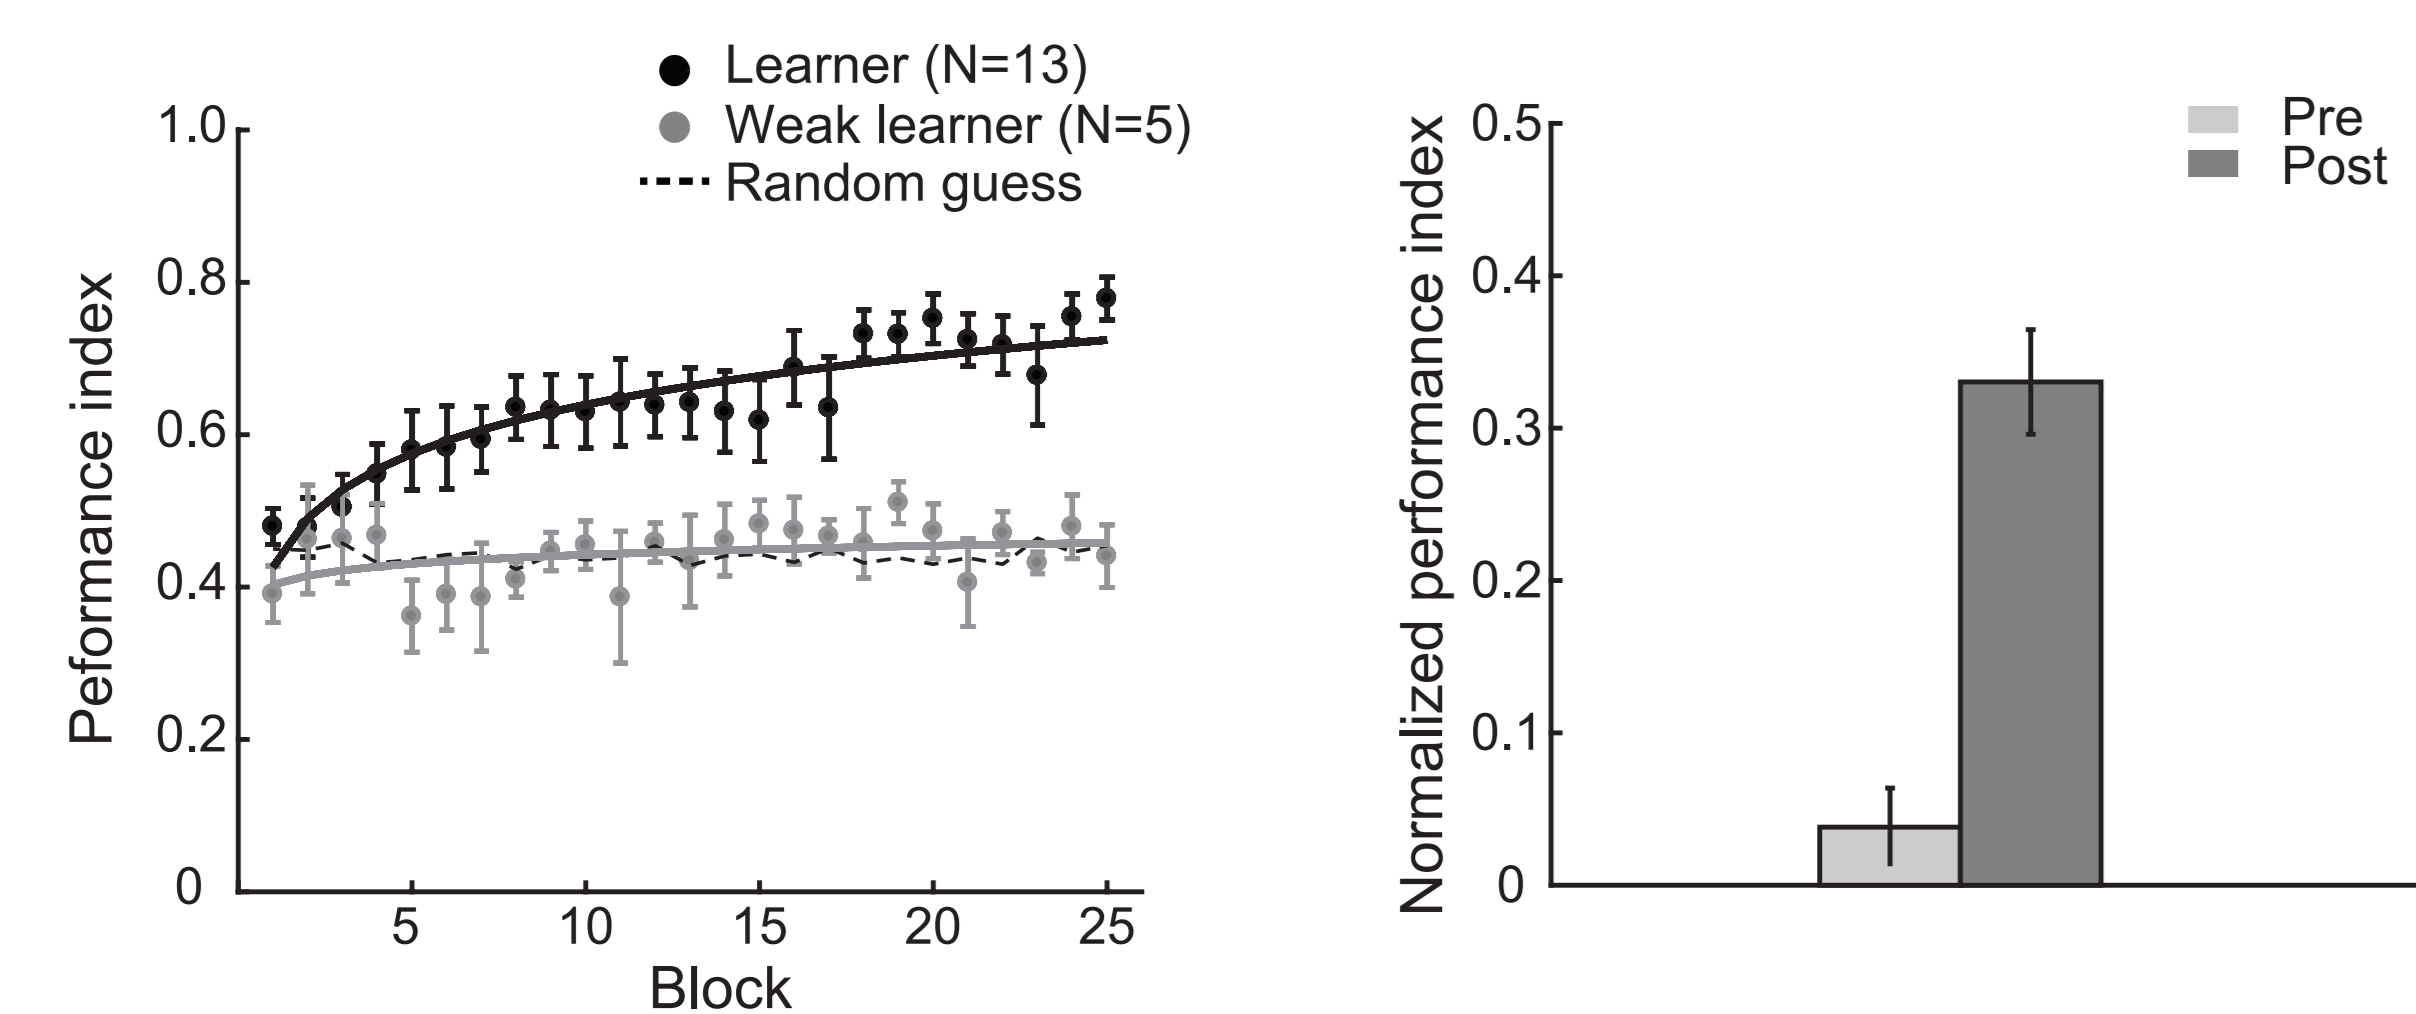 Learner (N=13)
Weak learner (N=5)
Random guess
Peformance index
1.0
0.8
0.6
0.4
0.2
0
5 10 15 20 25
Block
Normalized performance index
0.5
0.4
0.3
0.2
0.1
0
Pre
Post